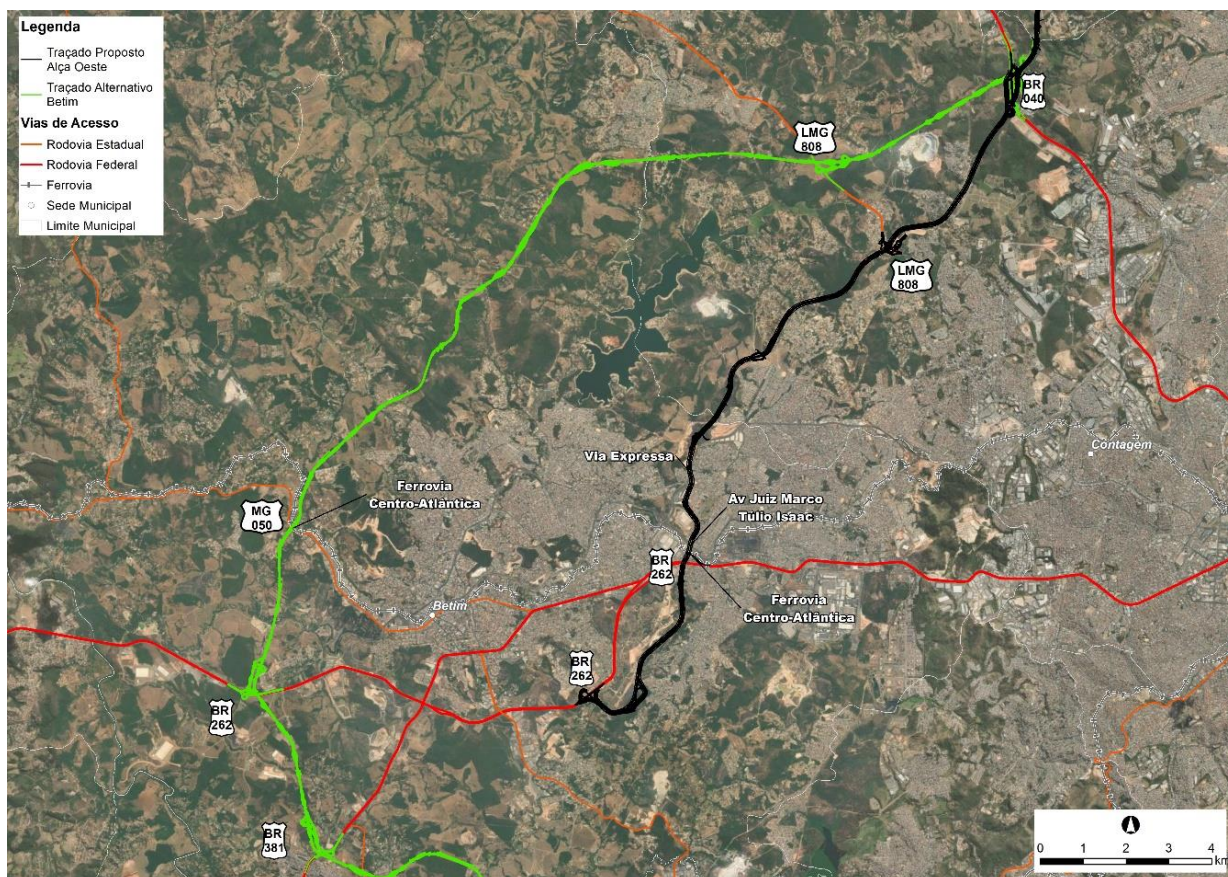 Legenda
Traçado Proposto
Alça Oeste
Traçado Alternativo
Betim
Vias de Acesso
Rodovia Estadual
Rodovia Federal
Ferrovia
Sede Municipal
Limite Municipal
BR
040
LMG
808
LMG
808
Contagem
Via Expressa
Ferrovia
Centro-Atlântica
Av Juiz Marco
Túlio Isaac
MG
050
BR
262
Betim
Ferrovia
Centro-Atlântica
BR
262
BR
262
BR
381
0 1 2 3 4
km